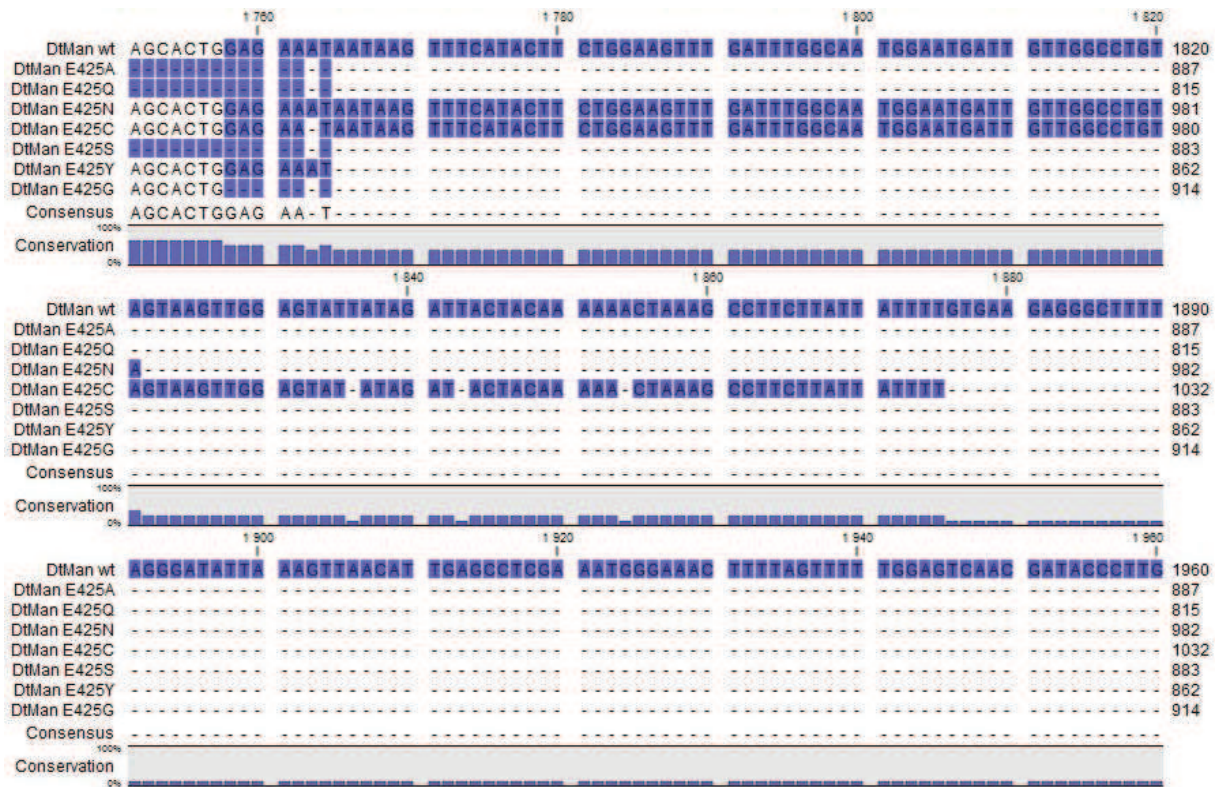 1 760 1 780 1 800 1 820
DtMan wt AGCACTGGAG AAATAATAAG TTTCATACTT CTGGAAGTTT GATTTGGCAA TGGAATGATT GTTGGCCTGT 1820
DtMan E425A - - - - - - - - - - - - - - - - - - - - - - - - - - - - - - - - - - - - - - - - - - - - - - - - - - - - - - - - - - - - - - - - - - - - - - 887
DtMan E425Q - - - - - - - - - - - - - - - - - - - - - - - - - - - - - - - - - - - - - - - - - - - - - - - - - - - - - - - - - - - - - - - - - - - - - - 815
DtMan E425N AGCACTGGAG AAATAATAAG TTTCATACTT CTGGAAGTTT GATTTGGCAA TGGAATGATT GTTGGCCTGT 981
DtMan E425C AGCACTGGAG AA-TAATAAG TTTCATACTT CTGGAAGTTT GATTTGGCAA TGGAATGATT GTTGGCCTGT 980
DtMan E425S - - - - - - - - - - - - - - - - - - - - - - - - - - - - - - - - - - - - - - - - - - - - - - - - - - - - - - - - - - - - - - - - - - - - - - 883
DtMan E425Y AGCACTGGAG AAAT------ ---------- ---------- ---------- ---------- ---------- 862
DtMan E425G AGCACTG--- ---------- ---------- ---------- ---------- ---------- ---------- 914
Consensus AGCACTGGAG AA-T------ ---------- ---------- ---------- ---------- ----------
100%
Conservation
0%
1 840 1 860 1 880
DtMan wt AGTAAGTTGG AGTATTATAG ATTACTACAA AAAACTAAAG CCTTCTTATT ATTTTGTGAA GAGGGCTTTT 1890
DtMan E425A ---------- ---------- ---------- ---------- ---------- ---------- ---------- 887
DtMan E425Q ---------- ---------- ---------- ---------- ---------- ---------- ---------- 815
DtMan E425N A--------- ---------- ---------- ---------- ---------- ---------- ---------- 982
DtMan E425C AGTAAGTTGG AGTAT-ATAG AT-ACTACAA AAA-CTAAAG CCTTCTTATT ATTTT----- ---------- 1032
DtMan E425S ---------- ---------- ---------- ---------- ---------- ---------- ---------- 883
DtMan E425Y ---------- ---------- ---------- ---------- ---------- ---------- ---------- 862
DtMan E425G ---------- ---------- ---------- ---------- ---------- ---------- ---------- 914
Consensus ---------- ---------- ---------- ---------- ---------- ---------- ----------
100%
Conservation
0%
1 900 1 920 1 940 1 960
DtMan wt AGGGATATTA AAGTTAACAT TGAGCCTCGA AATGGGAAAC TTTTAGTTTT TGGAGTCAAC GATACCCTTG 1960
DtMan E425A ---------- ---------- ---------- ---------- ---------- ---------- ---------- 887
DtMan E425Q ---------- ---------- ---------- ---------- ---------- ---------- ---------- 815
DtMan E425N ---------- ---------- ---------- ---------- ---------- ---------- ---------- 982
DtMan E425C ---------- ---------- ---------- ---------- ---------- ---------- ---------- 1032
DtMan E425S ---------- ---------- ---------- ---------- ---------- ---------- ---------- 883
DtMan E425Y ---------- ---------- ---------- ---------- ---------- ---------- ---------- 862
DtMan E425G ---------- ---------- ---------- ---------- ---------- ---------- ---------- 914
Consensus ---------- ---------- ---------- ---------- ---------- ---------- ----------
100%
Conservation
0%